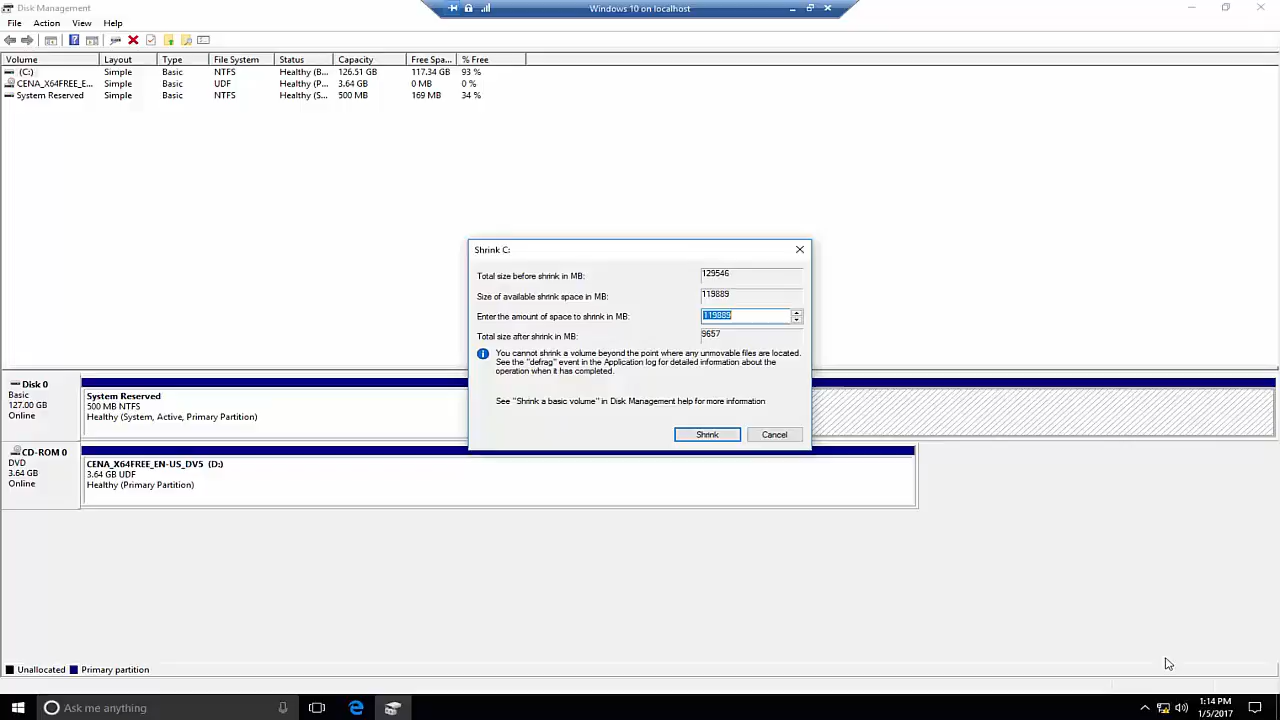 Disk Management
Windows 10 on localhost
File Action View Help
Volume Layout Type File System Status Capacity Free Spa... % Free
(C:) Simple Basic NTFS Healthy (B... 126.51 GB 117.34 GB 93 %
CENA_X64FREE_E... Simple Basic UDF Healthy (P... 3.64 GB 0 MB 0 %
System Reserved Simple Basic NTFS Healthy (S... 500 MB 169 MB 34 %
Shrink C:
Total size before shrink in MB: 129546
Size of available shrink space in MB: 119889
Enter the amount of space to shrink in MB: 119889
Total size after shrink in MB: 9657
You cannot shrink a volume beyond the point where any unmovable files are located.
See the "defrag" event in the Application log for detailed information about the
operation when it has completed.
See "Shrink a basic volume" in Disk Management help for more information
Shrink Cancel
Disk 0
Basic
127.00 GB
Online
System Reserved
500 MB NTFS
Healthy (System, Active, Primary Partition)
CD-ROM 0
DVD
3.64 GB
Online
CENA_X64FREE_EN-US_DV5 (D:)
3.64 GB UDF
Healthy (Primary Partition)
Unallocated Primary partition
Ask me anything
1:14 PM
1/5/2017